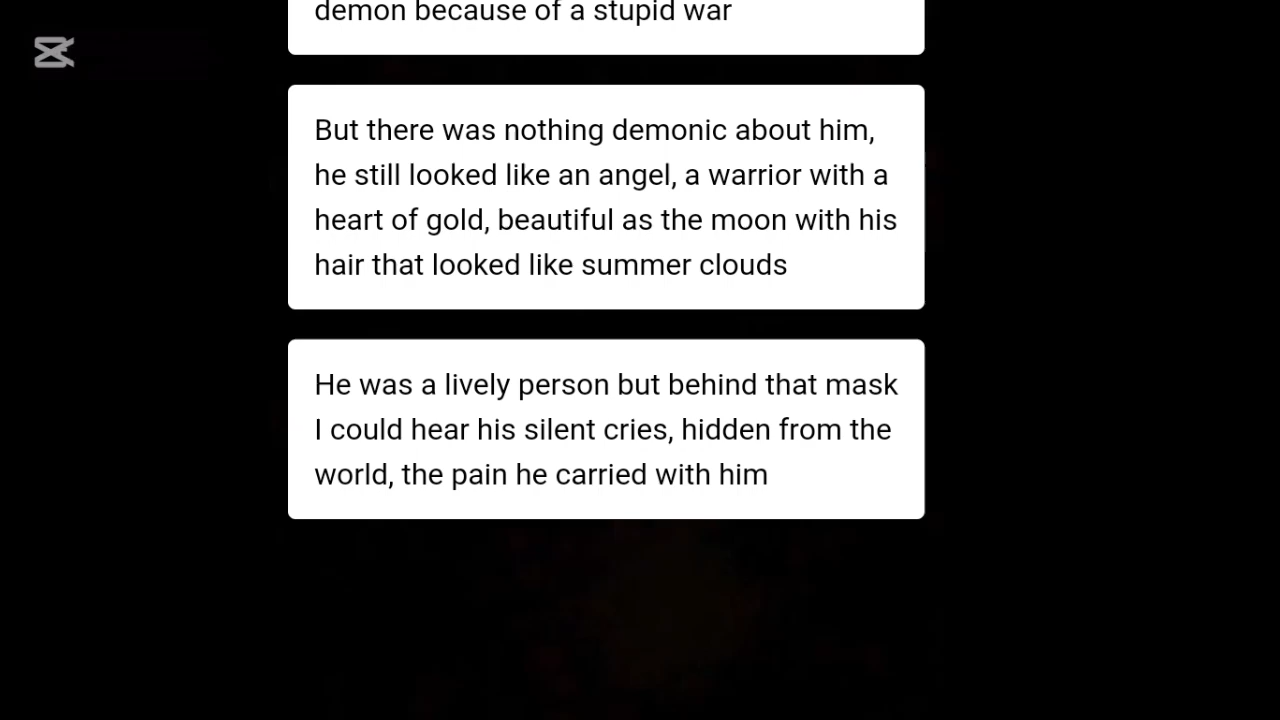 demon because of a stupid war
But there was nothing demonic about him,
he still looked like an angel, a warrior with a
heart of gold, beautiful as the moon with his
hair that looked like summer clouds
He was a lively person but behind that mask
I could hear his silent cries, hidden from the
world, the pain he carried with him